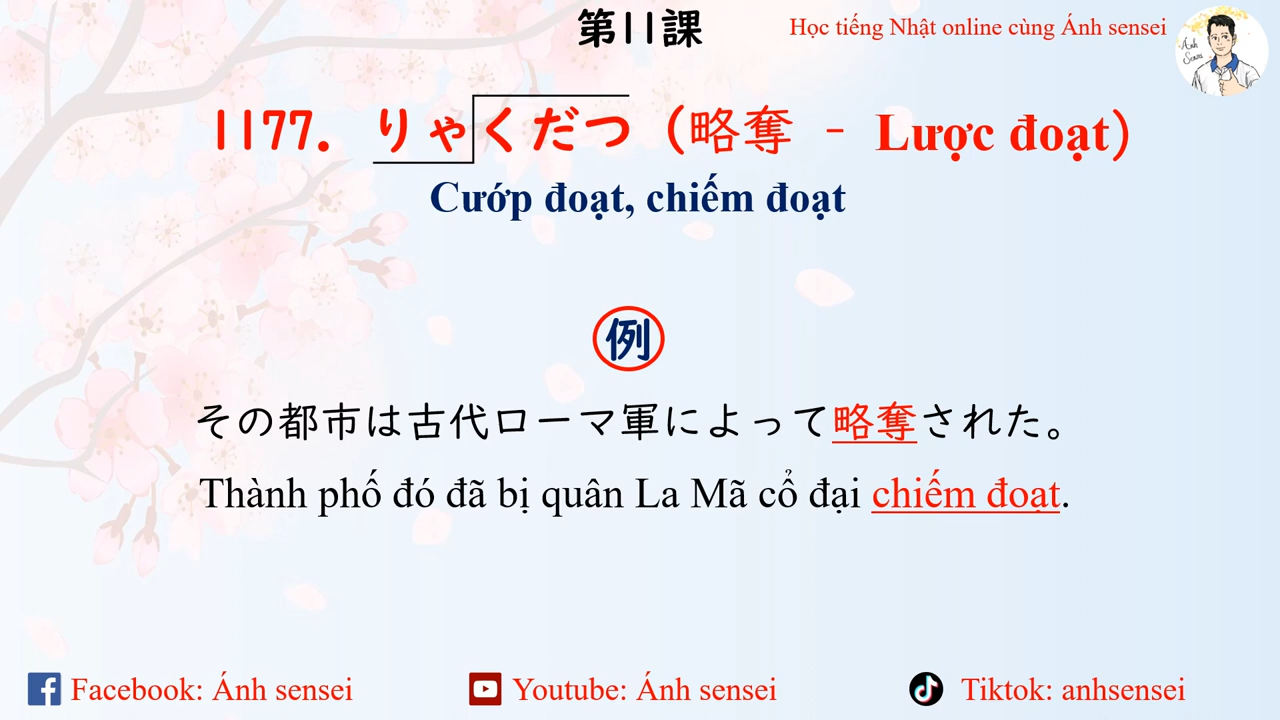 第11課
Học tiếng Nhật online cùng Ánh sensei
Ánh Sensei
1177. りゃくだつ (略奪 - Lược đoạt)
Cướp đoạt, chiếm đoạt
例
その都市は古代ローマ軍によって略奪された。
Thành phố đó đã bị quân La Mã cổ đại chiếm đoạt.
Facebook: Ánh sensei
Youtube: Ánh sensei
Tiktok: anhsensei